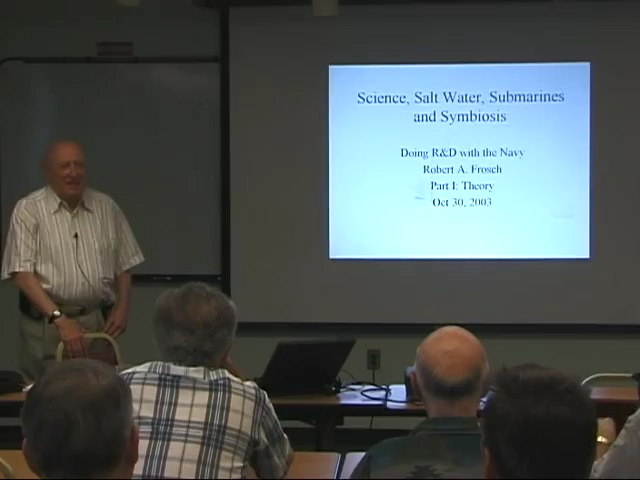 Science, Salt Water, Submarines
and Symbiosis
Doing R&D with the Navy
Robert A. Frosch
Part I: Theory
Oct 30, 2003